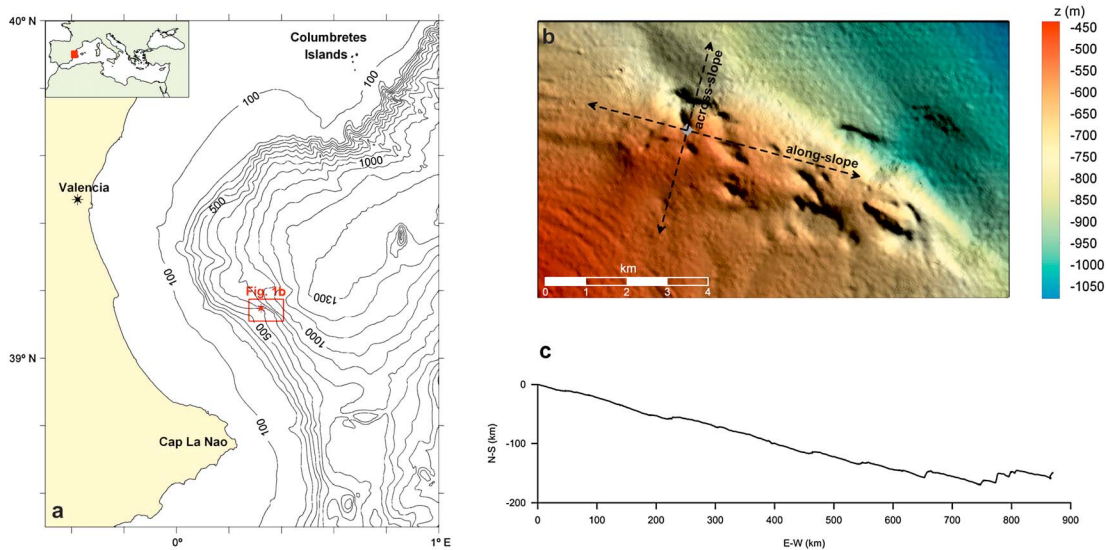 a
40° N
Columbretes
Islands
100
100
1000
Valencia
500
Fig. 1b
1300
100
500
1000
39° N
100
Cap La Nao
a
0°
1° E
b
across-slope
along-slope
km
0 1 2 3 4
z (m)
-450
-500
-550
-600
-650
-700
-750
-800
-850
-900
-950
-1000
-1050
c
N-S (km)
0
-100
-200
0 100 200 300 400 500 600 700 800 900
E-W (km)